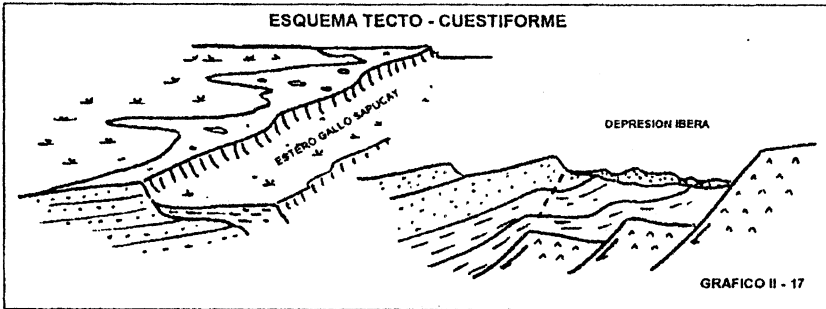 ESQUEMA TECTO - CUESTIFORME
ESTERO GALLO SAPUCAY
DEPRESION IBERA
GRAFICO II - 17